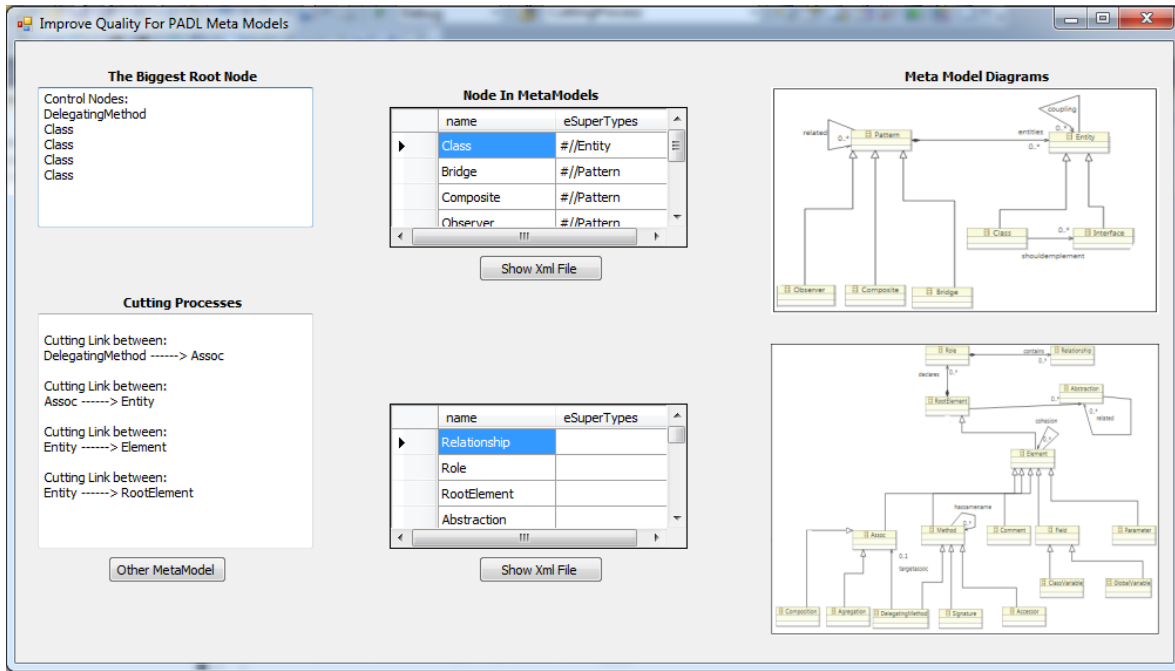 Improve Quality For PADL Meta Models
The Biggest Root Node
Control Nodes:
DelegatingMethod
Class
Class
Class
Class
Cutting Processes
Cutting Link between:
DelegatingMethod ------> Assoc
Cutting Link between:
Assoc ------> Entity
Cutting Link between:
Entity ------> Element
Cutting Link between:
Entity ------> RootElement
Other MetaModel
Node In MetaModels
name eSuperTypes
Class #//Entity
Bridge #//Pattern
Composite #//Pattern
Observer #//Pattern
Show Xml File
name eSuperTypes
Relationship
Role
RootElement
Abstraction
Show Xml File
Meta Model Diagrams
coupling
related 0..* Pattern entities 0..* 0..* Entity
Class 0..* Interface
shouldemplement
Observer Composite Bridge
Role contains 0..* Relationship
declares 0..*
Abstraction
RootElement 0..* 0..* related
cohesion
0..*
Element
hassamename
0..*
Assoc Method Comment Field Parameter
0..1
targetassoc
ClassVariable GlobalVariable
Composition Agregation DelegatingMethod Signature Accessor